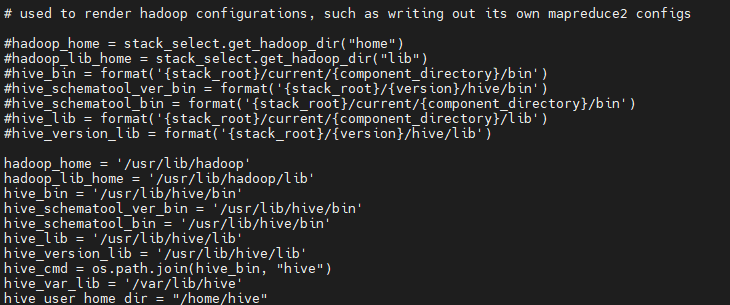 # used to render hadoop configurations, such as writing out its own mapreduce2 configs
#hadoop_home = stack_select.get_hadoop_dir("home")
#hadoop_lib_home = stack_select.get_hadoop_dir("lib")
#hive_bin = format('{stack_root}/current/{component_directory}/bin')
#hive_schematool_ver_bin = format('{stack_root}/{version}/hive/bin')
#hive_schematool_bin = format('{stack_root}/current/{component_directory}/bin')
#hive_lib = format('{stack_root}/current/{component_directory}/lib')
#hive_version_lib = format('{stack_root}/{version}/hive/lib')
hadoop_home = '/usr/lib/hadoop'
hadoop_lib_home = '/usr/lib/hadoop/lib'
hive_bin = '/usr/lib/hive/bin'
hive_schematool_ver_bin = '/usr/lib/hive/bin'
hive_schematool_bin = '/usr/lib/hive/bin'
hive_lib = '/usr/lib/hive/lib'
hive_version_lib = '/usr/lib/hive/lib'
hive_cmd = os.path.join(hive_bin, "hive")
hive_var_lib = '/var/lib/hive'
hive_user_home_dir = "/home/hive"